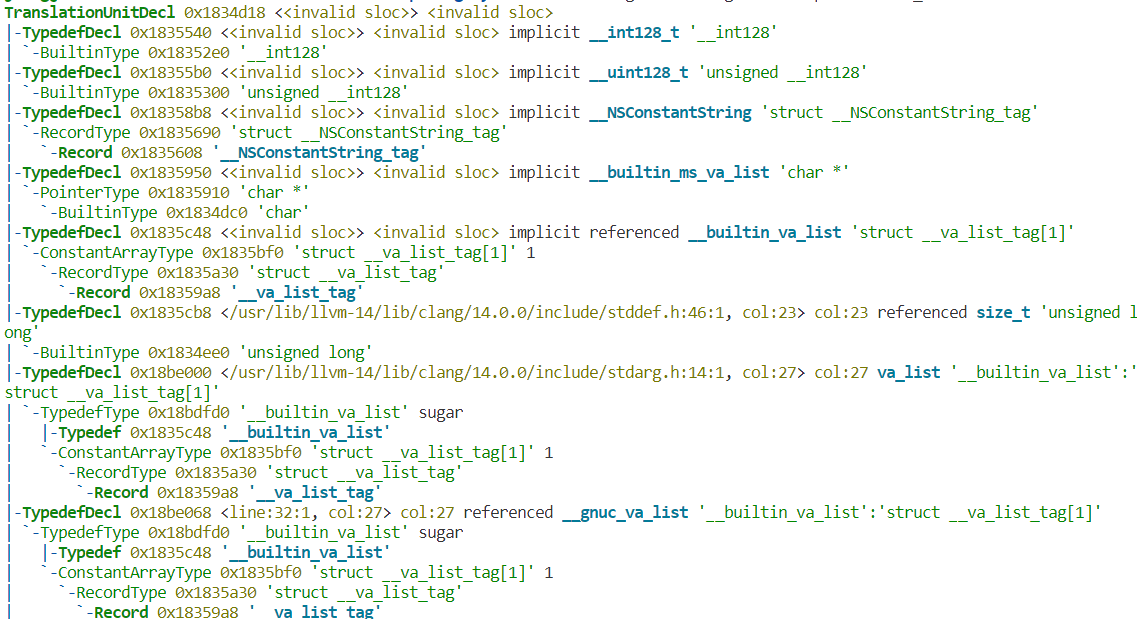 TranslationUnitDecl 0x1834d18 <<invalid sloc>> <invalid sloc>
|-TypedefDecl 0x1835540 <<invalid sloc>> <invalid sloc> implicit __int128_t '__int128'
| `-BuiltinType 0x18352e0 '__int128'
|-TypedefDecl 0x18355b0 <<invalid sloc>> <invalid sloc> implicit __uint128_t 'unsigned __int128'
| `-BuiltinType 0x1835300 'unsigned __int128'
|-TypedefDecl 0x18358b8 <<invalid sloc>> <invalid sloc> implicit __NSConstantString 'struct __NSConstantString_tag'
| `-RecordType 0x1835690 'struct __NSConstantString_tag'
|   `-Record 0x1835608 '__NSConstantString_tag'
|-TypedefDecl 0x1835950 <<invalid sloc>> <invalid sloc> implicit __builtin_ms_va_list 'char *'
| `-PointerType 0x1835910 'char *'
|   `-BuiltinType 0x1834dc0 'char'
|-TypedefDecl 0x1835c48 <<invalid sloc>> <invalid sloc> implicit referenced __builtin_va_list 'struct __va_list_tag[1]'
| `-ConstantArrayType 0x1835bf0 'struct __va_list_tag[1]' 1
|   `-RecordType 0x1835a30 'struct __va_list_tag'
|     `-Record 0x18359a8 '__va_list_tag'
|-TypedefDecl 0x1835cb8 </usr/lib/llvm-14/lib/clang/14.0.0/include/stddef.h:46:1, col:23> col:23 referenced size_t 'unsigned l
ong'
| `-BuiltinType 0x1834ee0 'unsigned long'
|-TypedefDecl 0x18be000 </usr/lib/llvm-14/lib/clang/14.0.0/include/stdarg.h:14:1, col:27> col:27 va_list '__builtin_va_list':'
struct __va_list_tag[1]'
| `-TypedefType 0x18bdfd0 '__builtin_va_list' sugar
|   |-Typedef 0x1835c48 '__builtin_va_list'
|   `-ConstantArrayType 0x1835bf0 'struct __va_list_tag[1]' 1
|     `-RecordType 0x1835a30 'struct __va_list_tag'
|       `-Record 0x18359a8 '__va_list_tag'
|-TypedefDecl 0x18be068 <line:32:1, col:27> col:27 referenced __gnuc_va_list '__builtin_va_list':'struct __va_list_tag[1]'
| `-TypedefType 0x18bdfd0 '__builtin_va_list' sugar
|   |-Typedef 0x1835c48 '__builtin_va_list'
|   `-ConstantArrayType 0x1835bf0 'struct __va_list_tag[1]' 1
|     `-RecordType 0x1835a30 'struct __va_list_tag'
|       `-Record 0x18359a8 '__va_list_tag'